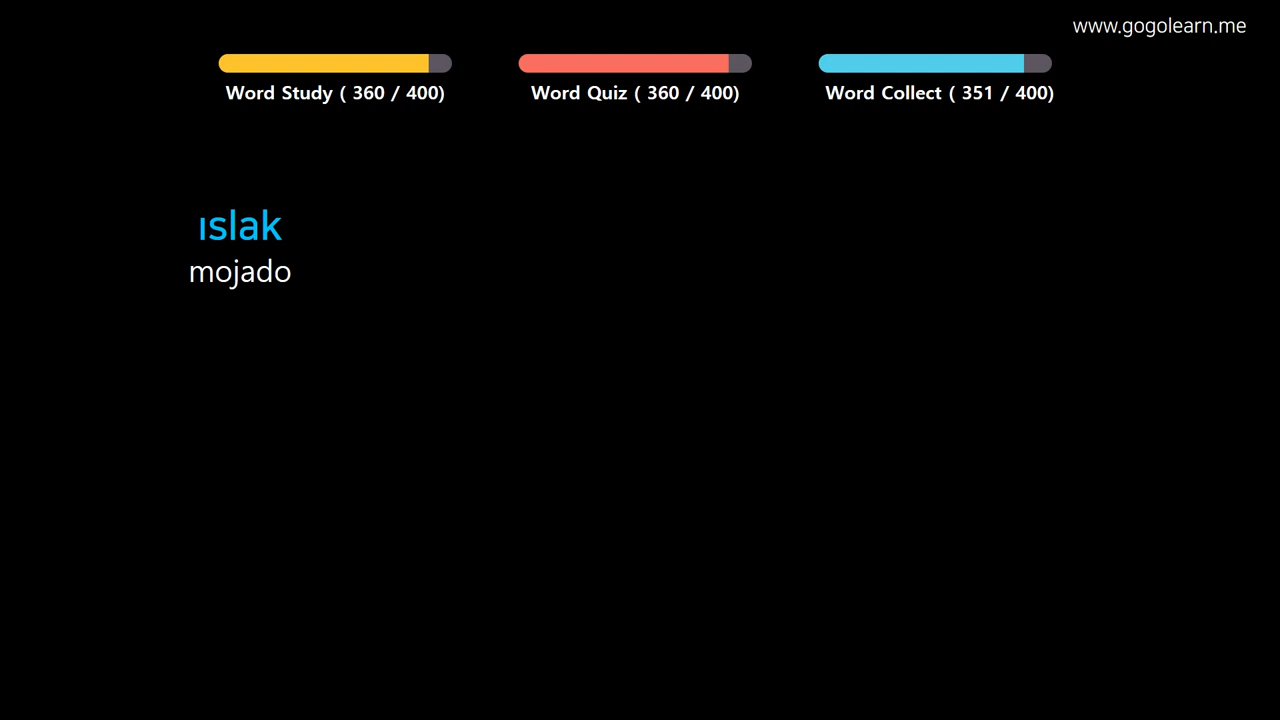 www.gogolearn.me
Word Study ( 360 / 400)
Word Quiz ( 360 / 400)
Word Collect ( 351 / 400)
ıslak
mojado